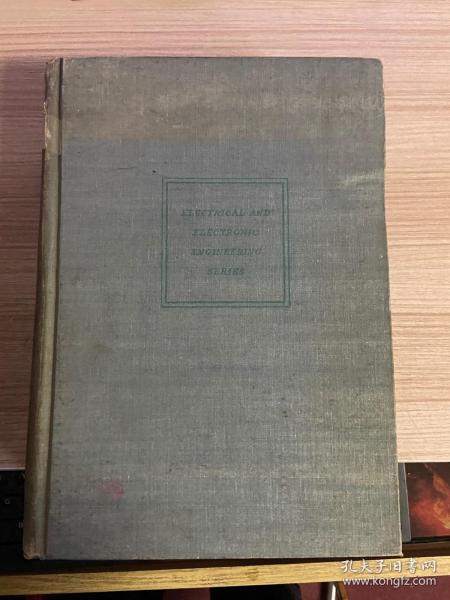 ELECTRICAL AND
ELECTRONIC
ENGINEERING
SERIES
孔夫子旧书网
www.kongfz.com